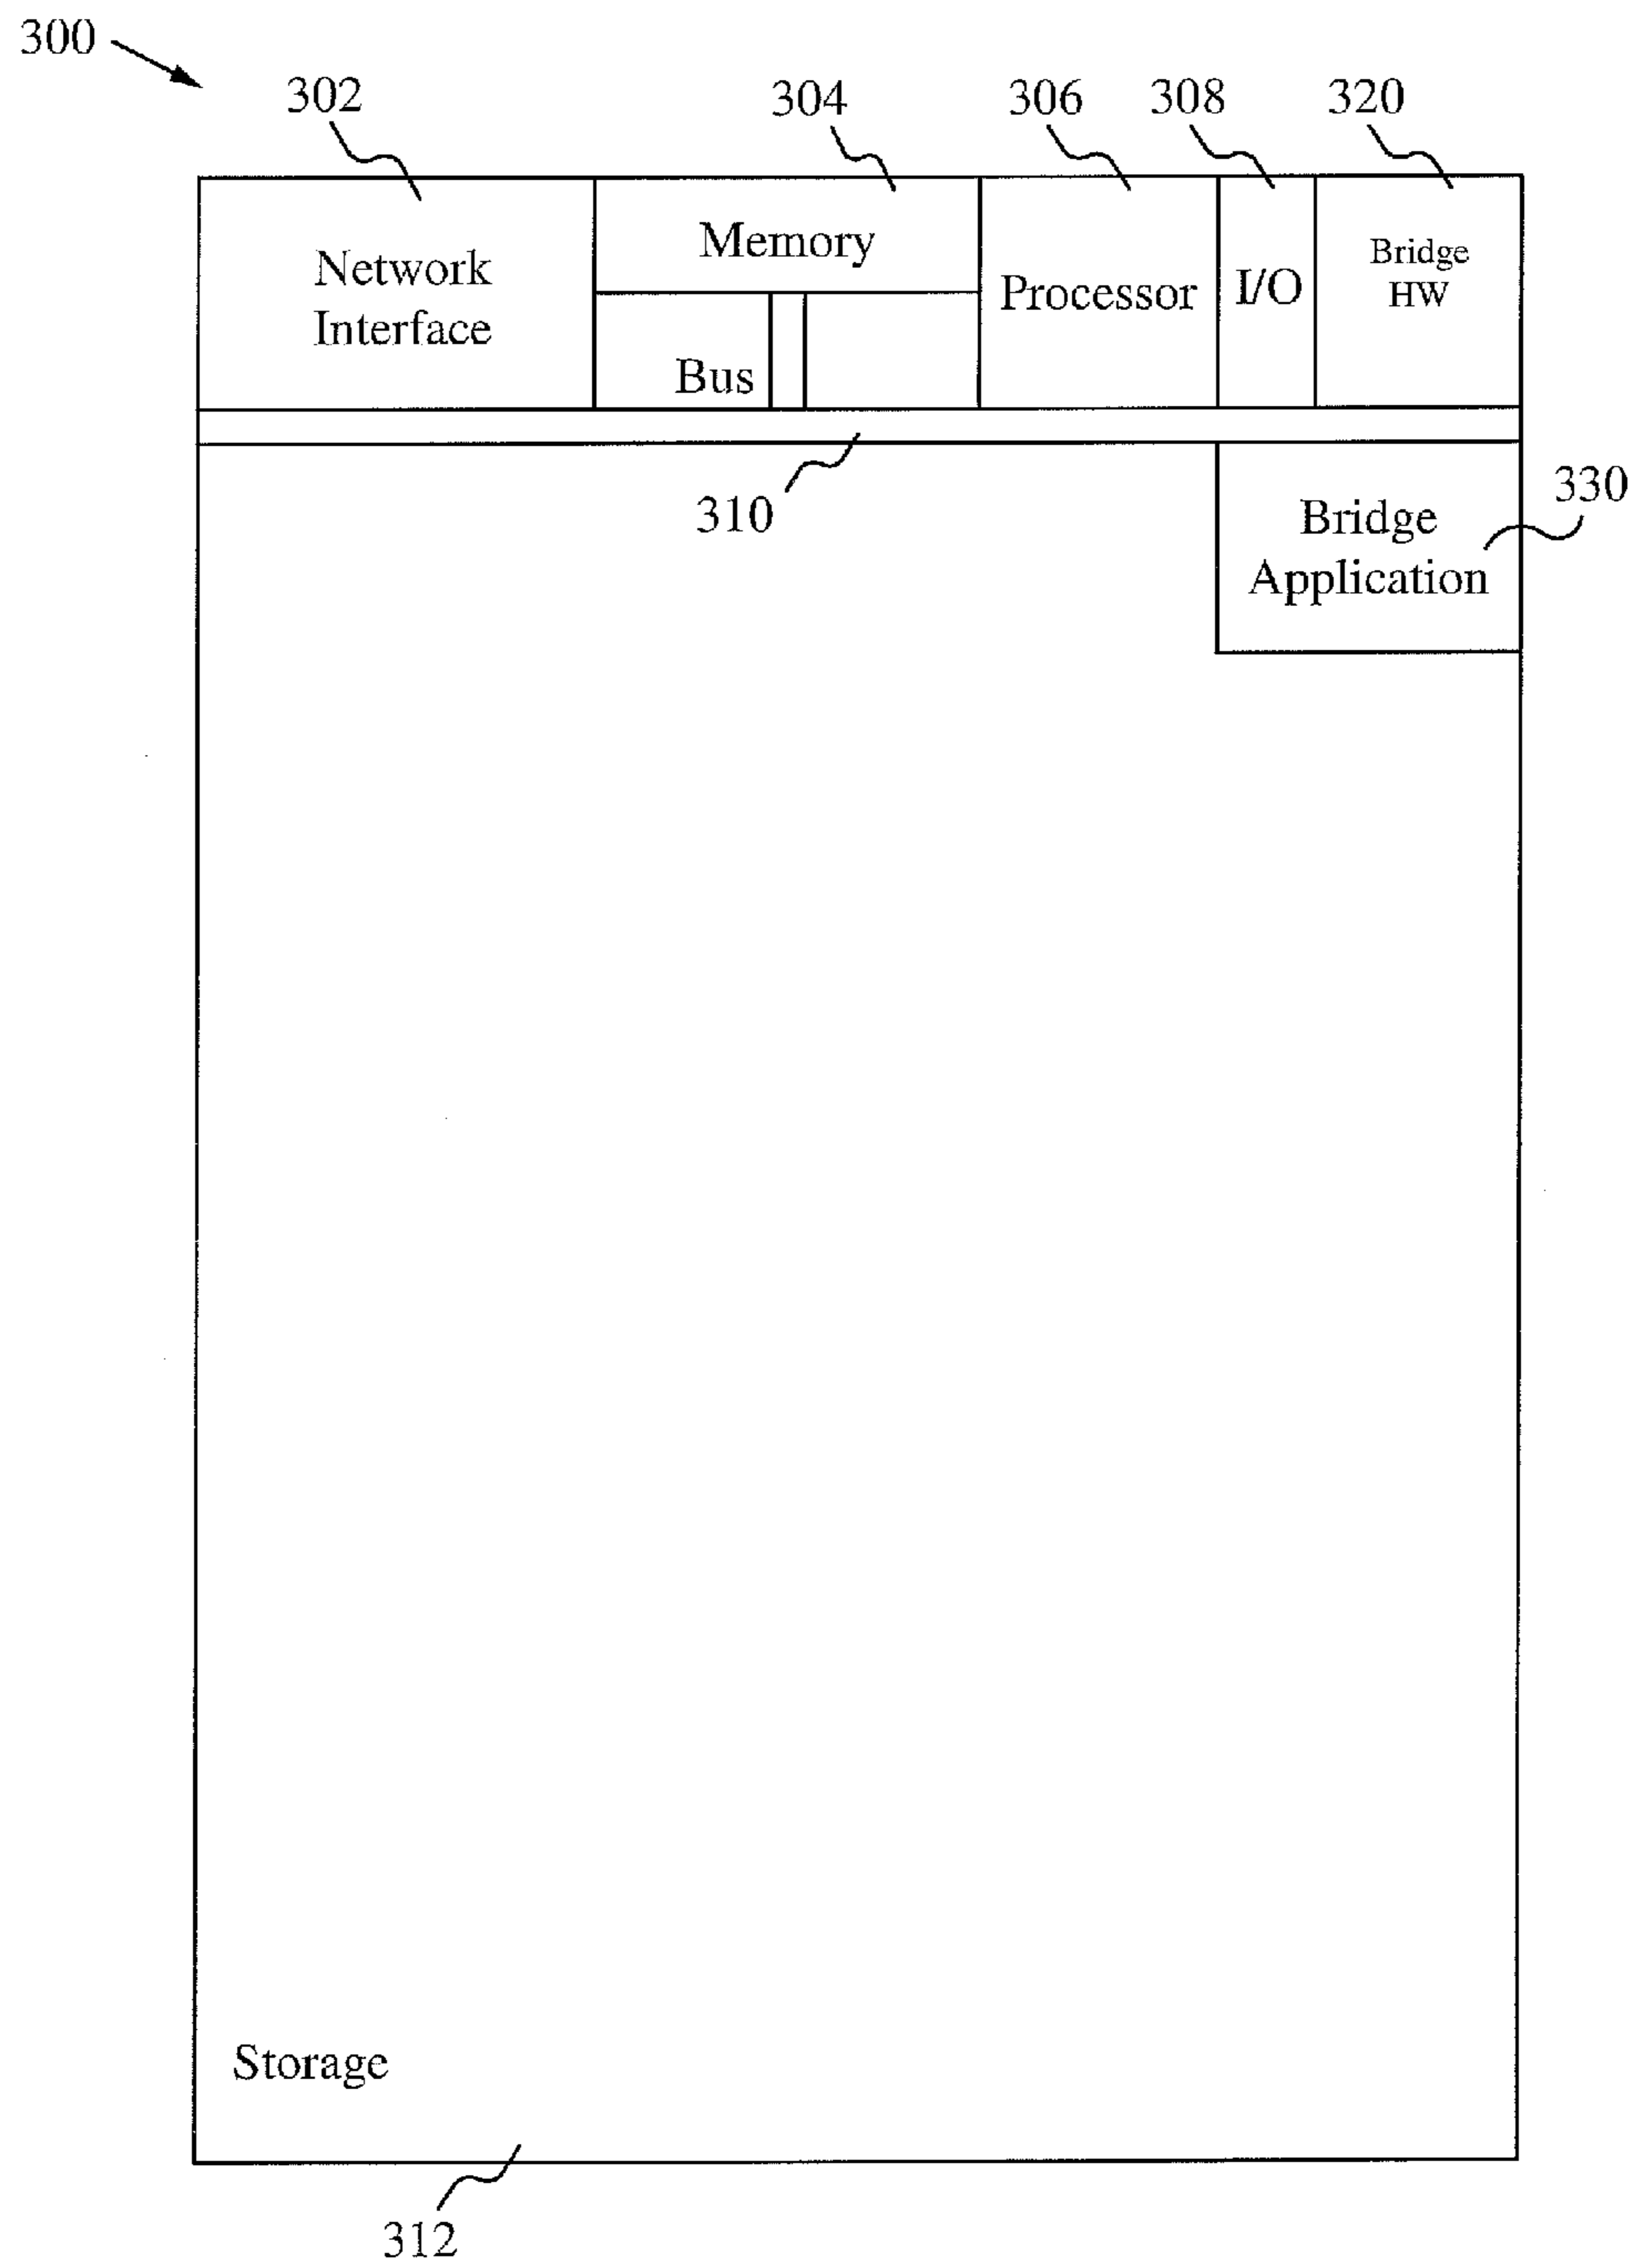 300
302
304
306
308
320
Network
Interface
Memory
Bus
Processor
I/O
Bridge
HW
310
Bridge
Application
330
Storage
312